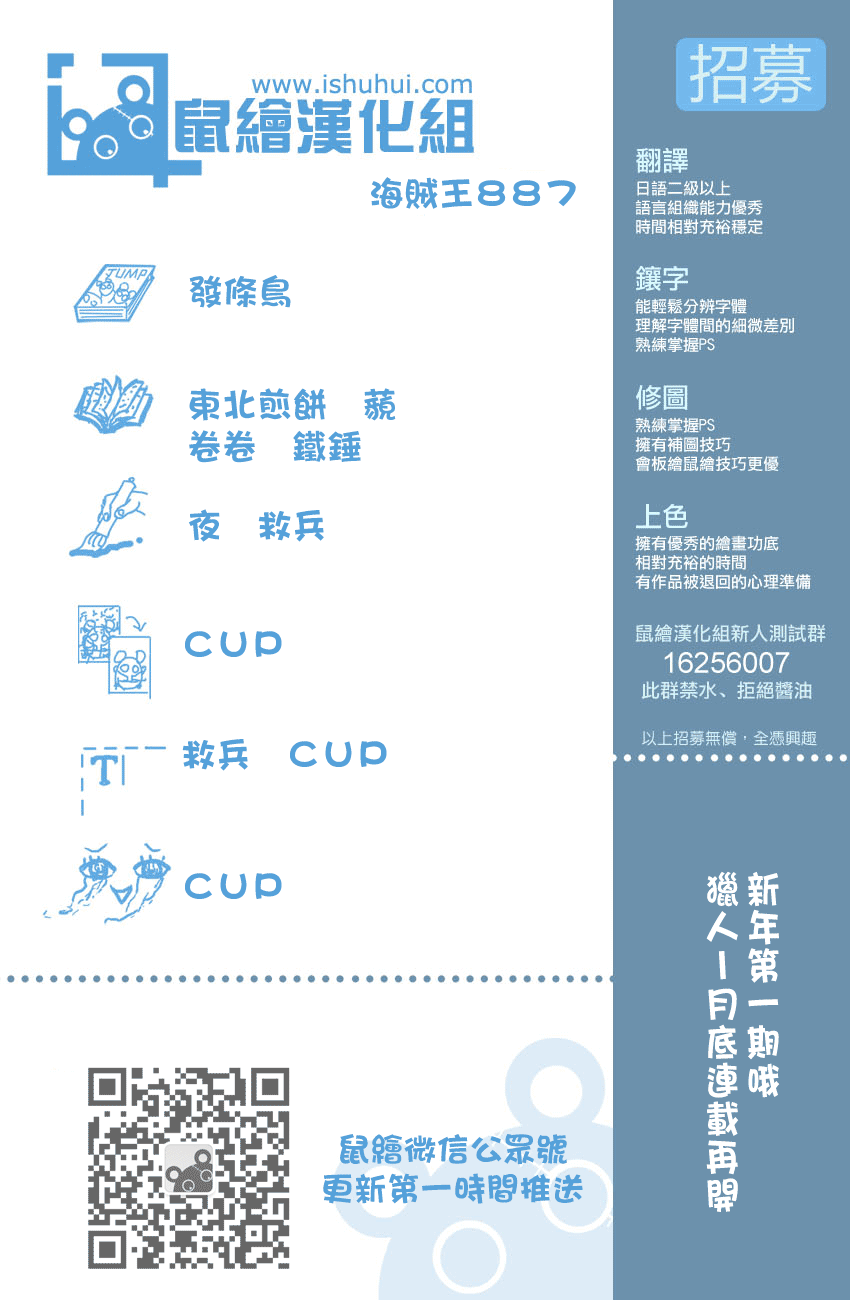 www.ishuhui.com
鼠繪漢化組
海賊王887
JUMP
發條鳥
東北煎餅　蘋
卷卷　鐵錘
夜　救兵
CUP
T
救兵　CUP
CUP
鼠繪微信公眾號
更新第一時間推送
招募
翻譯
日語二級以上
語言組織能力優秀
時間相對充裕穩定
鑲字
能輕鬆分辨字體
理解字體間的細微差別
熟練掌握PS
修圖
熟練掌握PS
擁有補圖技巧
會板繪鼠繪技巧更優
上色
擁有優秀的繪畫功底
相對充裕的時間
有作品被退回的心理準備
鼠繪漢化組新人測試群
16256007
此群禁水、拒絕醬油
以上招募無償，全憑興趣
新年第一期哦
獵人1月底連載再開